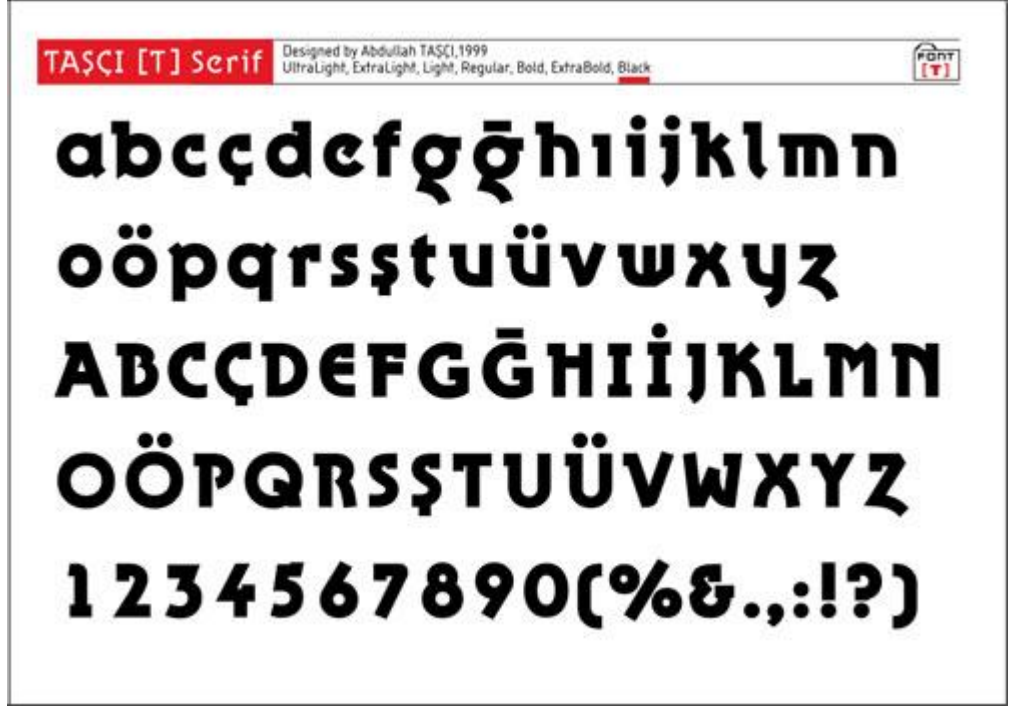 TAŞÇI [T] Serif
Designed by Abdullah TAŞÇI,1999
UltraLight, ExtraLight, Light, Regular, Bold, ExtraBold, Black
FONT
[T]
abcçdefgğhıijklmn
oöpqrsştuüvwxyz
ABCÇDEFGĞHIİJKLMN
OÖPQRSŞTUÜVWXYZ
1234567890(%&.,:!?)